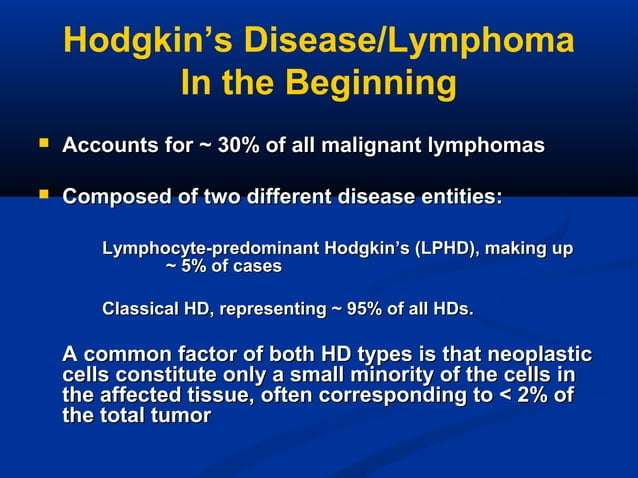 Hodgkin’s Disease/Lymphoma
In the Beginning
Accounts for ~ 30% of all malignant lymphomas
Composed of two different disease entities:
Lymphocyte-predominant Hodgkin’s (LPHD), making up
~ 5% of cases
Classical HD, representing ~ 95% of all HDs.
A common factor of both HD types is that neoplastic
cells constitute only a small minority of the cells in
the affected tissue, often corresponding to < 2% of
the total tumor